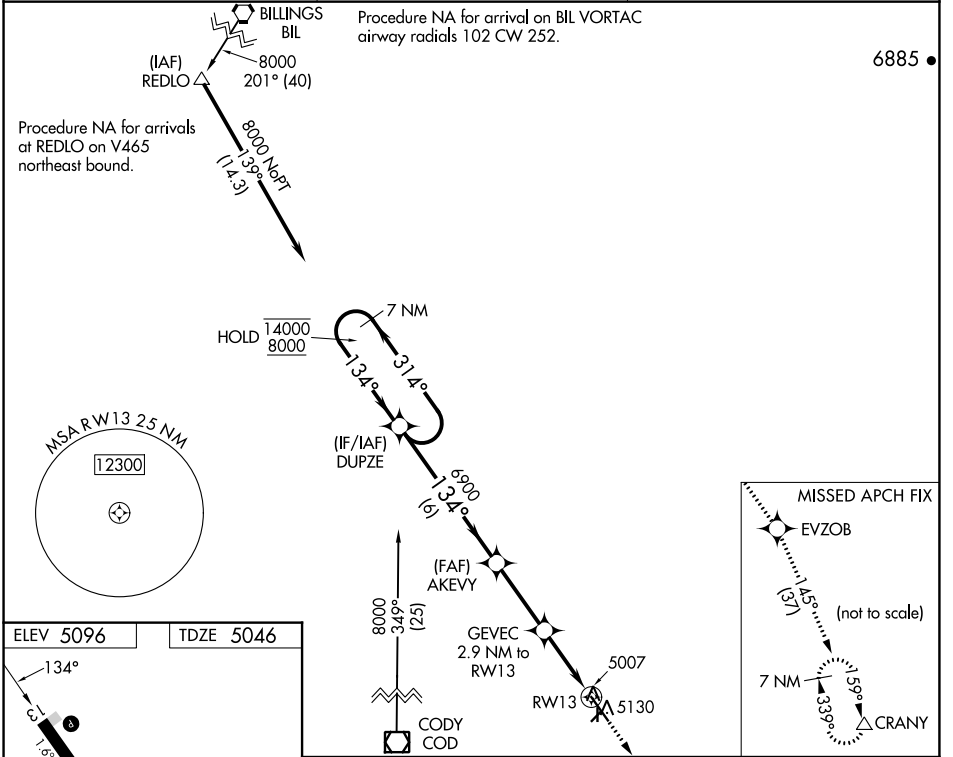 BILLINGS
BIL
Procedure NA for arrival on BIL VORTAC
airway radials 102 CW 252.
6885
(IAF)
REDLO
8000
201° (40)
Procedure NA for arrivals
at REDLO on V465
northeast bound.
8000 NoPT
139°
(14.3)
7 NM
HOLD 14000
8000
134°
314°
MSA RW13 25 NM
12300
(IF/IAF)
DUPZE
6900
134°
(6)
(FAF)
AKEVY
8000
349°
(25)
GEVEC
2.9 NM to
RW13
5007
RW13
5130
CODY
COD
MISSED APCH FIX
EVZOB
145°
(37)
(not to scale)
7 NM
159°
339°
CRANY
ELEV 5096
TDZE 5046
134°
13
P